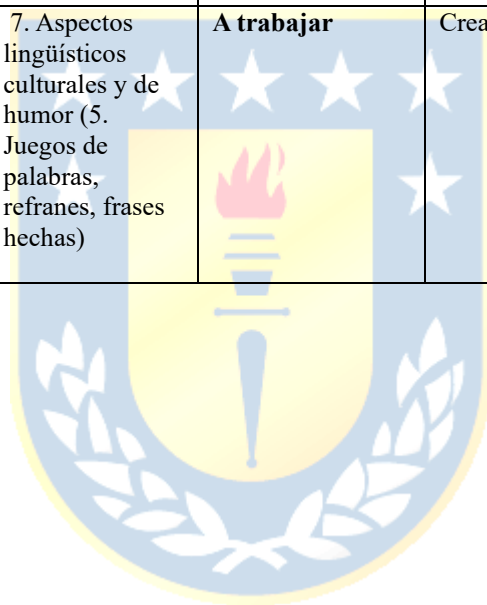 7. Aspectos
lingüísticos
culturales y de
humor (5.
Juegos de
palabras,
refranes, frases
hechas)
A trabajar
Crea